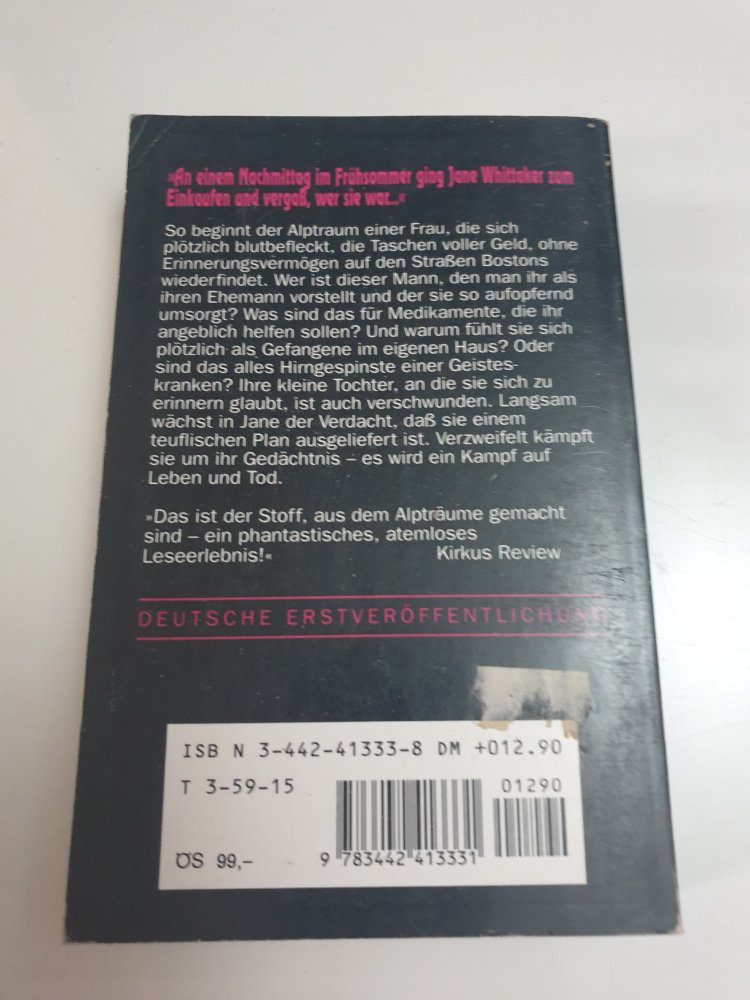 »An einem Nachmittag im Frühsommer ging Jane Whittaker zum
Einkaufen und vergaß, wer sie war...«
So beginnt der Alptraum einer Frau, die sich
plötzlich blutbefleckt, die Taschen voller Geld, ohne
Erinnerungsvermögen auf den Straßen Bostons
wiederfindet. Wer ist dieser Mann, den man ihr als
ihren Ehemann vorstellt und der sie so aufopfernd
umsorgt? Was sind das für Medikamente, die ihr
angeblich helfen sollen? Und warum fühlt sie sich
plötzlich als Gefangene im eigenen Haus? Oder
sind das alles Hirngespinste einer Geistes-
kranken? Ihre kleine Tochter, an die sie sich zu
erinnern glaubt, ist auch verschwunden. Langsam
wächst in Jane der Verdacht, daß sie einem
teuflischen Plan ausgeliefert ist. Verzweifelt kämpft
sie um ihr Gedächtnis – es wird ein Kampf auf
Leben und Tod.
»Das ist der Stoff, aus dem Alpträume gemacht
sind – ein phantastisches, atemloses
Leseerlebnis!« Kirkus Review
DEUTSCHE ERSTVERÖFFENTLICHUNG
ISB N 3-442-41333-8 DM +012.90
T 3-59-15 01290
ÖS 99,- 9 783442 413331